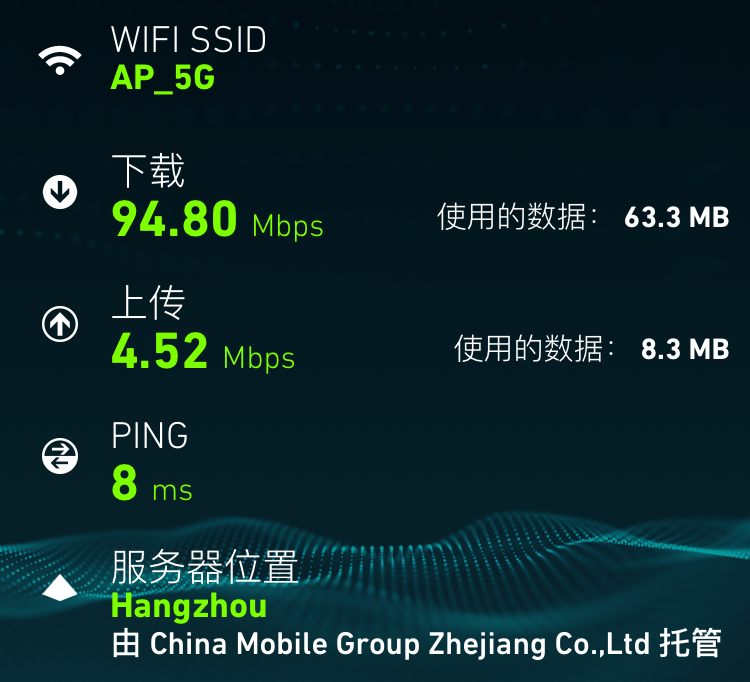 WIFI SSID
AP_5G
下载
94.80 Mbps 使用的数据: 63.3 MB
上传
4.52 Mbps 使用的数据: 8.3 MB
PING
8 ms
服务器位置
Hangzhou
由 China Mobile Group Zhejiang Co.,Ltd 托管